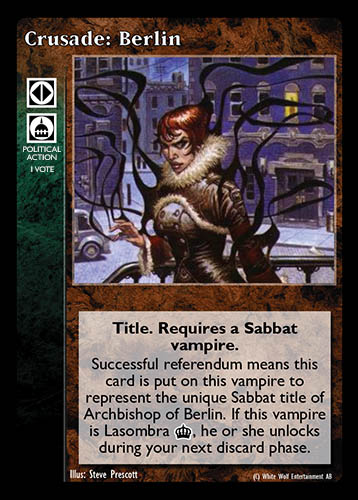 Crusade: Berlin
POLITICAL
ACTION
1 VOTE
Title. Requires a Sabbat
vampire.
Successful referendum means this
card is put on this vampire to
represent the unique Sabbat title of
Archbishop of Berlin. If this vampire
is Lasombra , he or she unlocks
during your next discard phase.
Illus: Steve Prescott
(C) White Wolf Entertainment AB